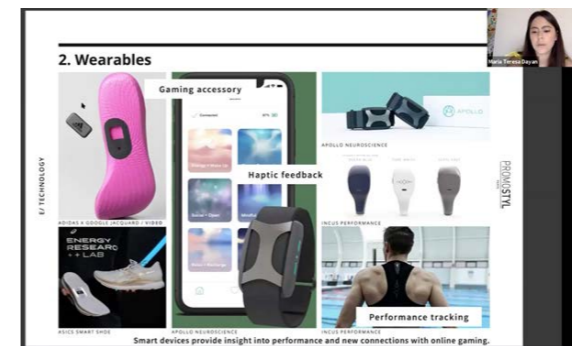 Maria Teresa Dayan
2. Wearables
Gaming accessory
Haptic feedback
APOLLO
APOLLO NEUROSCIENCE
E/ TECHNOLOGY
PROMOSTYL
ADIDAS X GOOGLE JACQUARD /
INCUS PERFORMANCE
ENERGY
RESEARC
++ LAB
Performance tracking
ASICS SMART SHOE
APOLLO NEUROSCIENCE
INCUS PERFORMANCE
Smart devices provide insight into performance and new connections with online gaming.